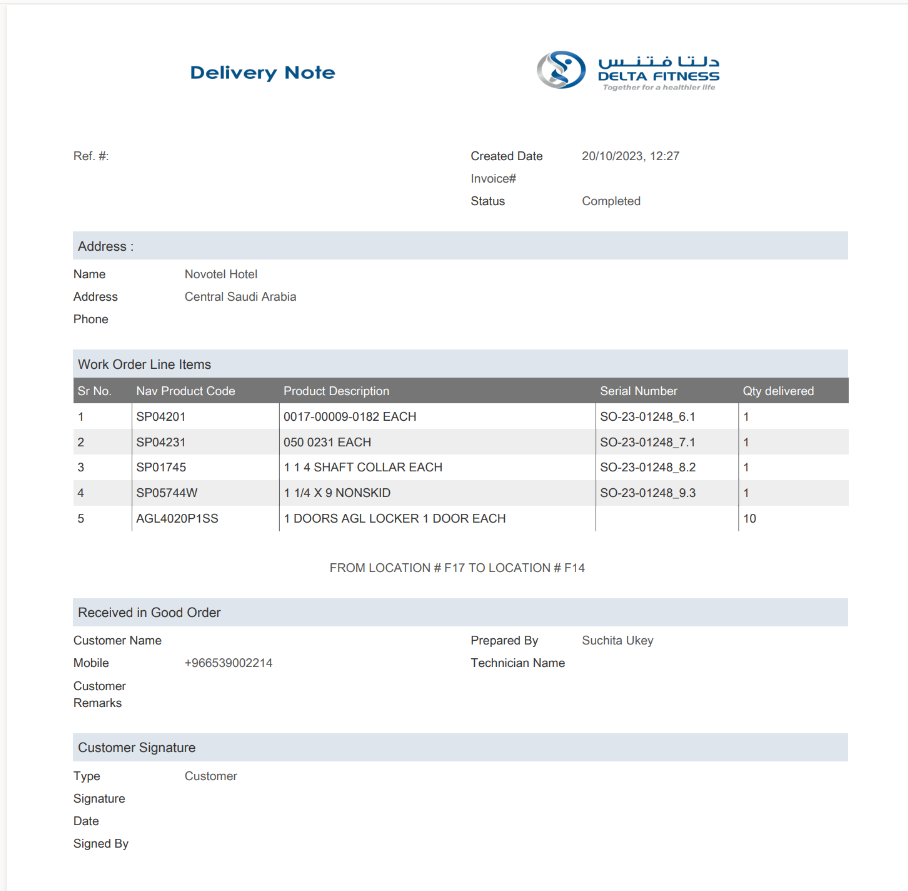 Delivery Note
دلتا فتنس
DELTA FITNESS
Together for a healthier life
Ref. #:
Created Date 20/10/2023, 12:27
Invoice#
Status Completed
Address :
Name Novotel Hotel
Address Central Saudi Arabia
Phone
Work Order Line Items
Sr No. Nav Product Code Product Description Serial Number Qty delivered
1 SP04201 0017-00009-0182 EACH SO-23-01248_6.1 1
2 SP04231 050 0231 EACH SO-23-01248_7.1 1
3 SP01745 1 1 4 SHAFT COLLAR EACH SO-23-01248_8.2 1
4 SP05744W 1 1/4 X 9 NONSKID SO-23-01248_9.3 1
5 AGL4020P1SS 1 DOORS AGL LOCKER 1 DOOR EACH 10
FROM LOCATION # F17 TO LOCATION # F14
Received in Good Order
Customer Name Prepared By Suchita Ukey
Mobile +966539002214 Technician Name
Customer
Remarks
Customer Signature
Type Customer
Signature
Date
Signed By